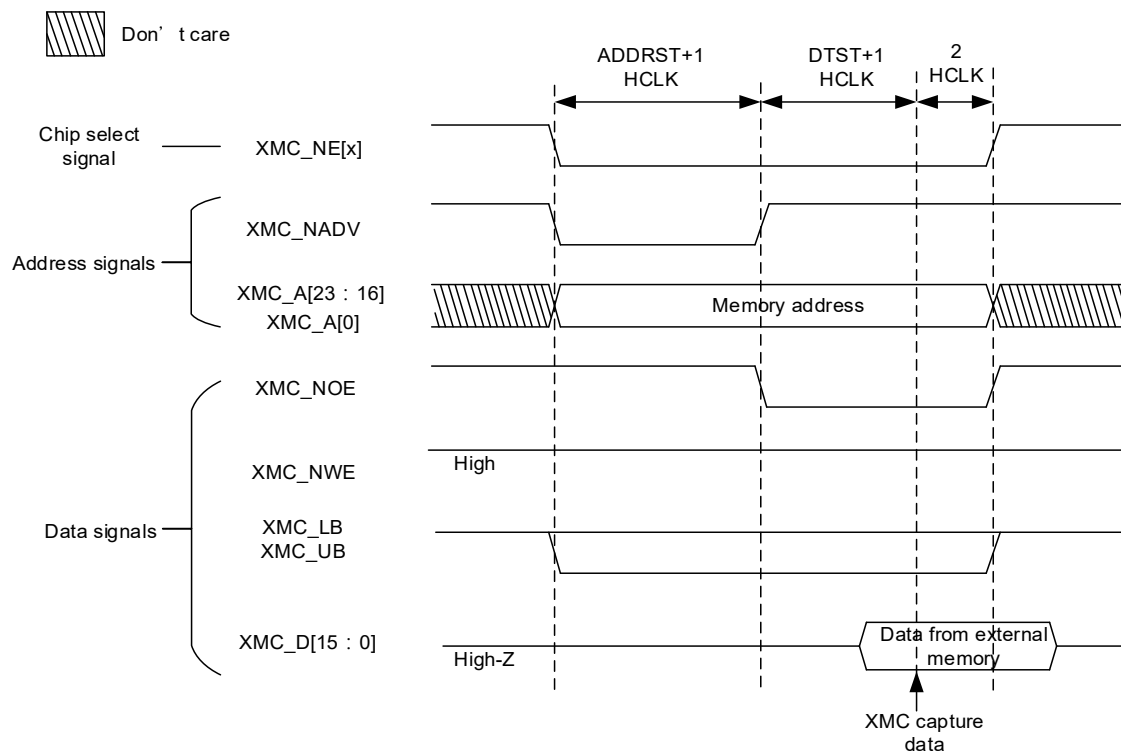 Don’ t care
ADDRST+1
HCLK
DTST+1
HCLK
2
HCLK
Chip select
signal
XMC_NE[x]
XMC_NADV
Address signals
XMC_A[23 : 16]
XMC_A[0]
Memory address
XMC_NOE
High
XMC_NWE
Data signals
XMC_LB
XMC_UB
XMC_D[15 : 0]
High-Z
Data from external
memory
XMC capture
data